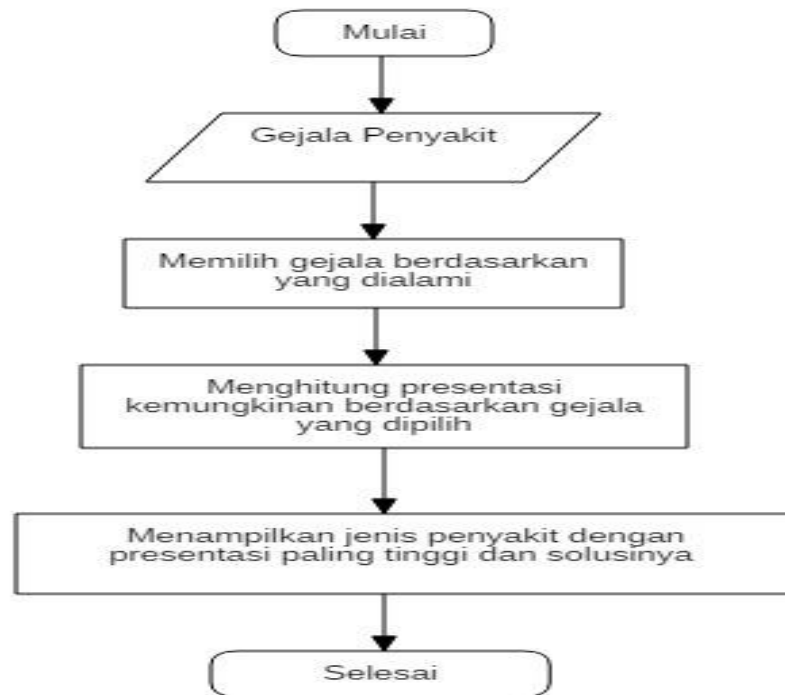 Mulai
Gejala Penyakit
Memilih gejala berdasarkan
yang dialami
Menghitung presentasi
kemungkinan berdasarkan gejala
yang dipilih
Menampilkan jenis penyakit dengan
presentasi paling tinggi dan solusinya
Selesai